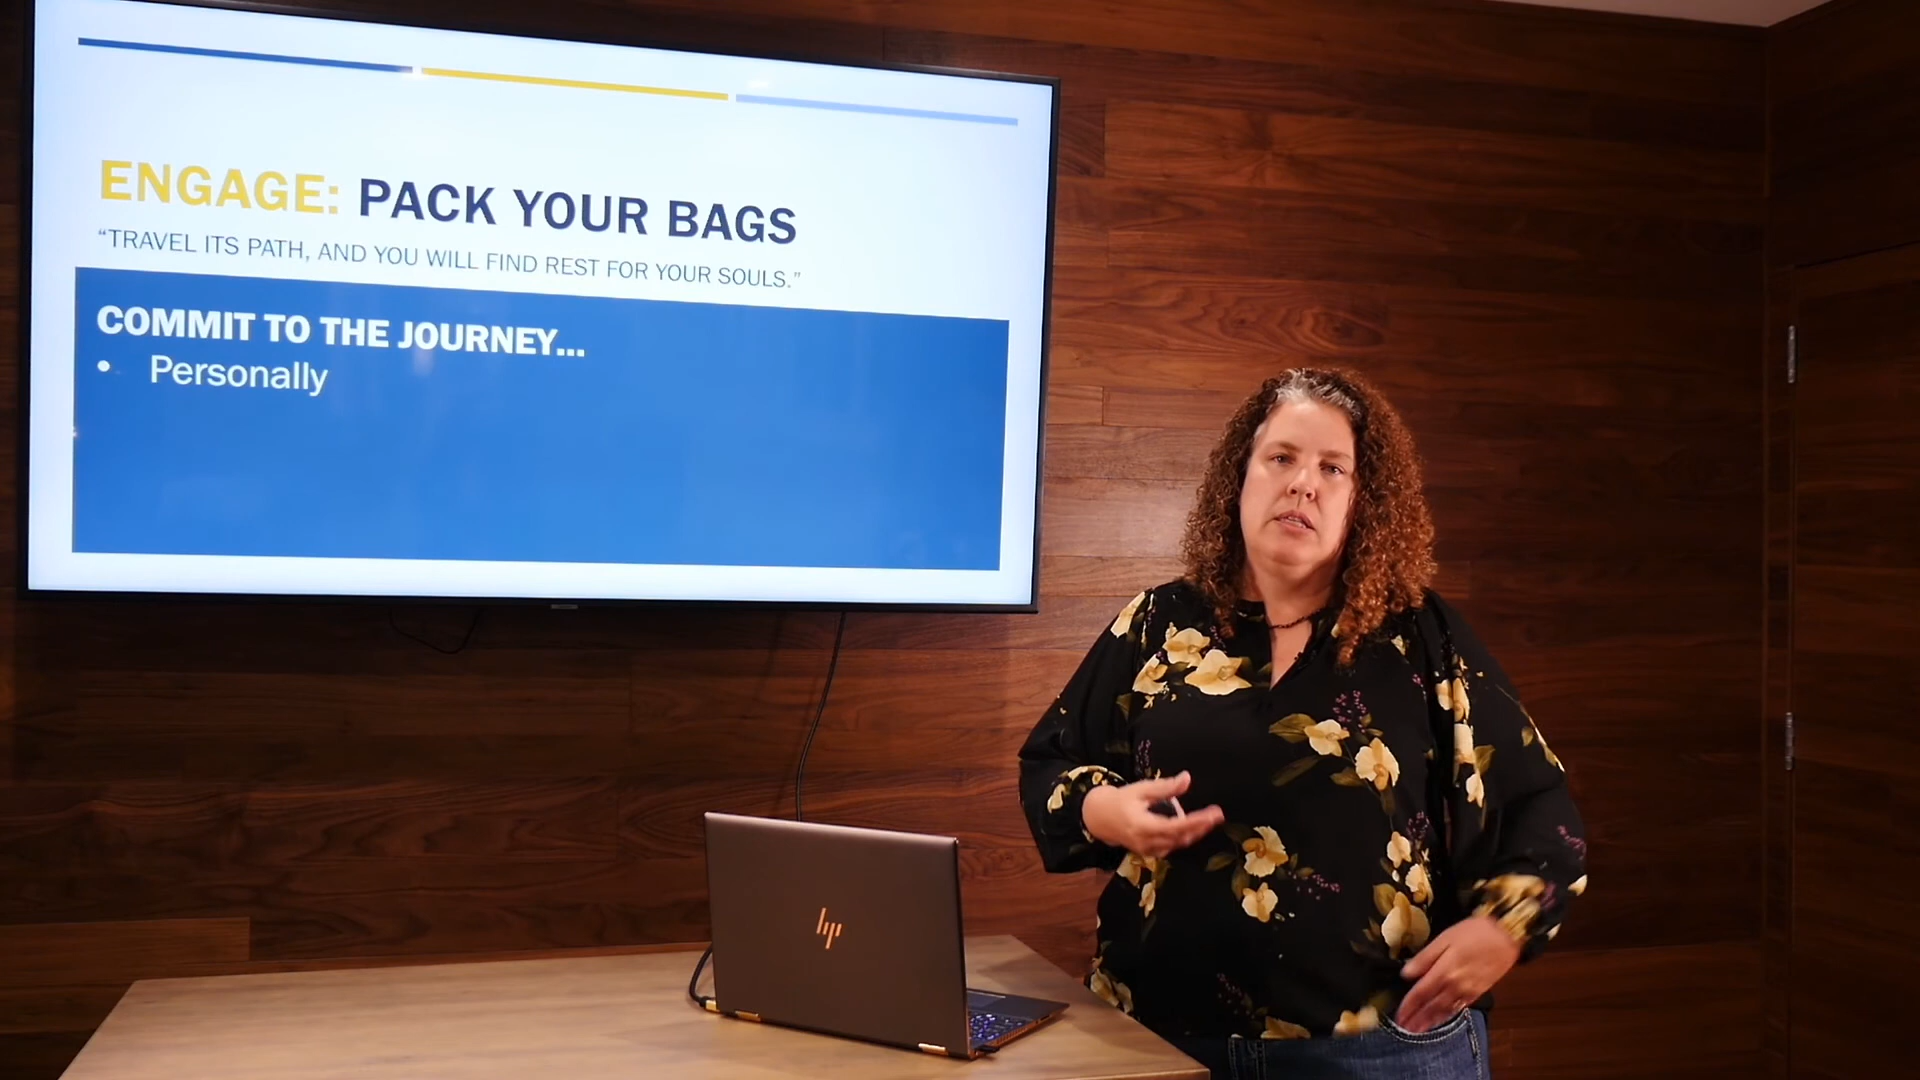 ENGAGE: PACK YOUR BAGS
“TRAVEL ITS PATH, AND YOU WILL FIND REST FOR YOUR SOULS.”
COMMIT TO THE JOURNEY...
• Personally
hp